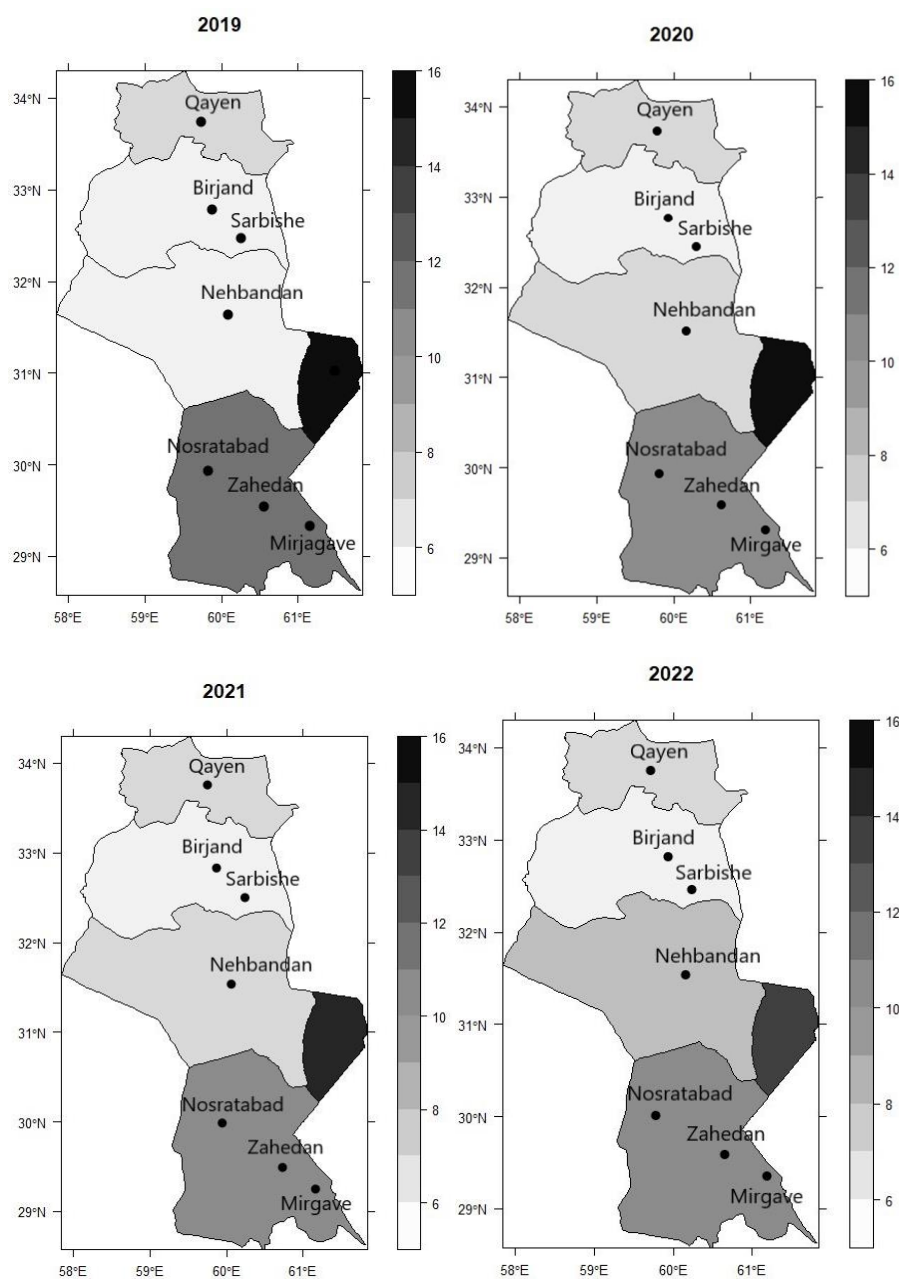 2019
34°N
33°N
32°N
31°N
30°N
29°N
Qayen
Birjand
Sarbishe
Nehbandan
Nosratabad
Zahedan
Mirjagave
58°E 59°E 60°E 61°E
16
14
12
10
8
6
2020
34°N
33°N
32°N
31°N
30°N
29°N
Qayen
Birjand
Sarbishe
Nehbandan
Nosratabad
Zahedan
Mirgave
58°E 59°E 60°E 61°E
16
14
12
10
8
6
2021
34°N
33°N
32°N
31°N
30°N
29°N
Qayen
Birjand
Sarbishe
Nehbandan
Nosratabad
Zahedan
Mirgave
58°E 59°E 60°E 61°E
16
14
12
10
8
6
2022
34°N
33°N
32°N
31°N
30°N
29°N
Qayen
Birjand
Sarbishe
Nehbandan
Nosratabad
Zahedan
Mirgave
58°E 59°E 60°E 61°E
16
14
12
10
8
6